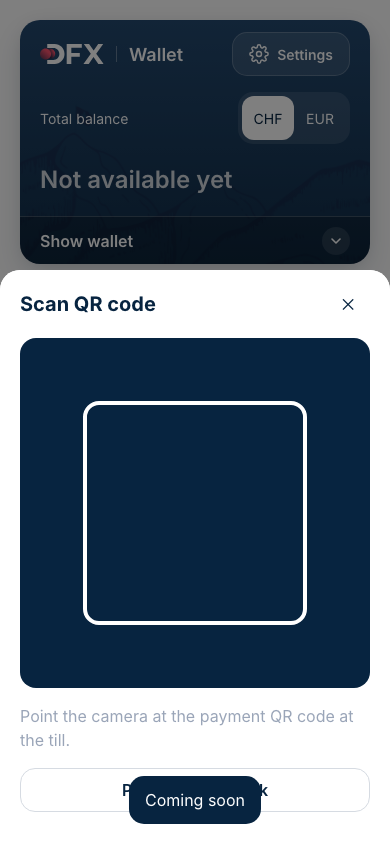 DFX Wallet
Settings
Total balance
CHF EUR
Not available yet
Show wallet
Scan QR code
Point the camera at the payment QR code at
the till.
Coming soon